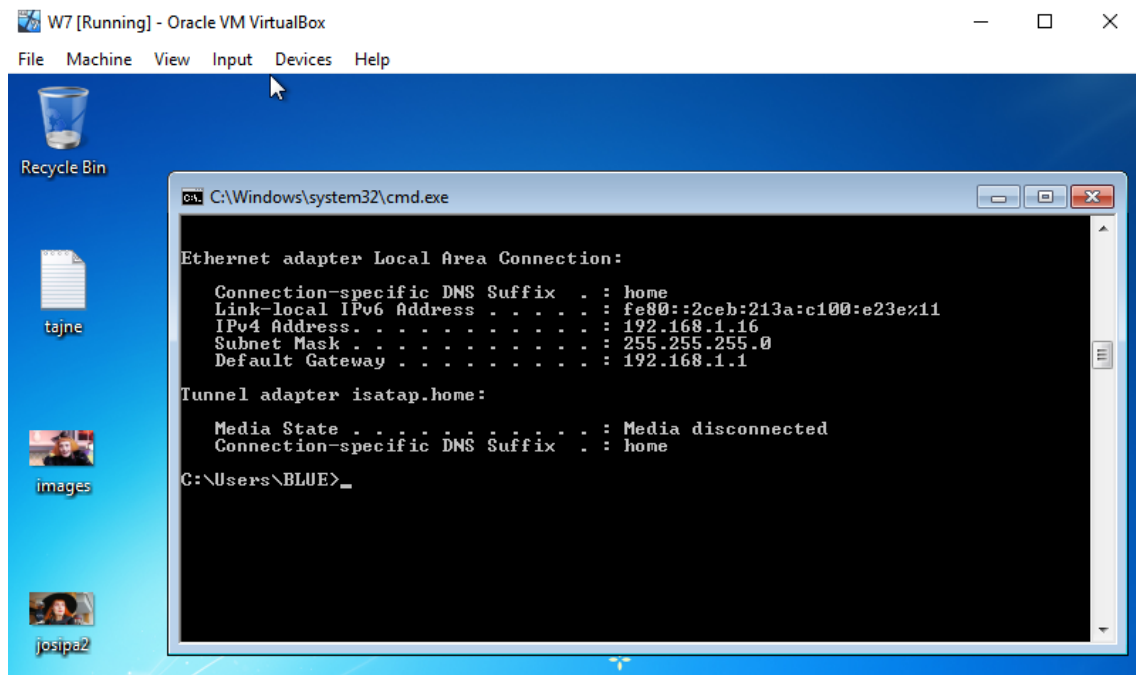 W7 [Running] - Oracle VM VirtualBox
File Machine View Input Devices Help
Recycle Bin
tajne
images
josipa2
C:\Windows\system32\cmd.exe
Ethernet adapter Local Area Connection:
Connection-specific DNS Suffix . : home
Link-local IPv6 Address . . . . . : fe80::2ceb:213a:c100:e23e%11
IPv4 Address. . . . . . . . . . . : 192.168.1.16
Subnet Mask . . . . . . . . . . . : 255.255.255.0
Default Gateway . . . . . . . . . : 192.168.1.1
Tunnel adapter isatap.home:
Media State . . . . . . . . . . . : Media disconnected
Connection-specific DNS Suffix . : home
C:\Users\BLUE>_